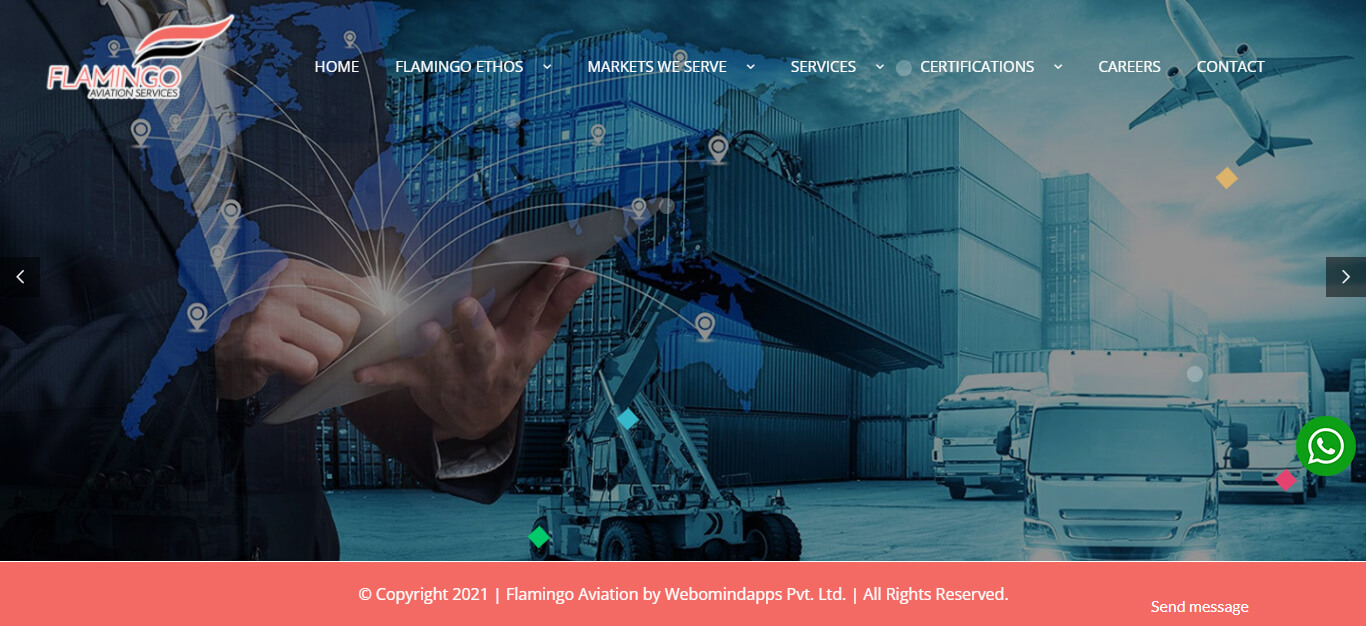 FLAMINGO
AVIATION SERVICES
HOME FLAMINGO ETHOS MARKETS WE SERVE SERVICES CERTIFICATIONS CAREERS CONTACT
© Copyright 2021 | Flamingo Aviation by Webomindapps Pvt. Ltd. | All Rights Reserved.
Send message